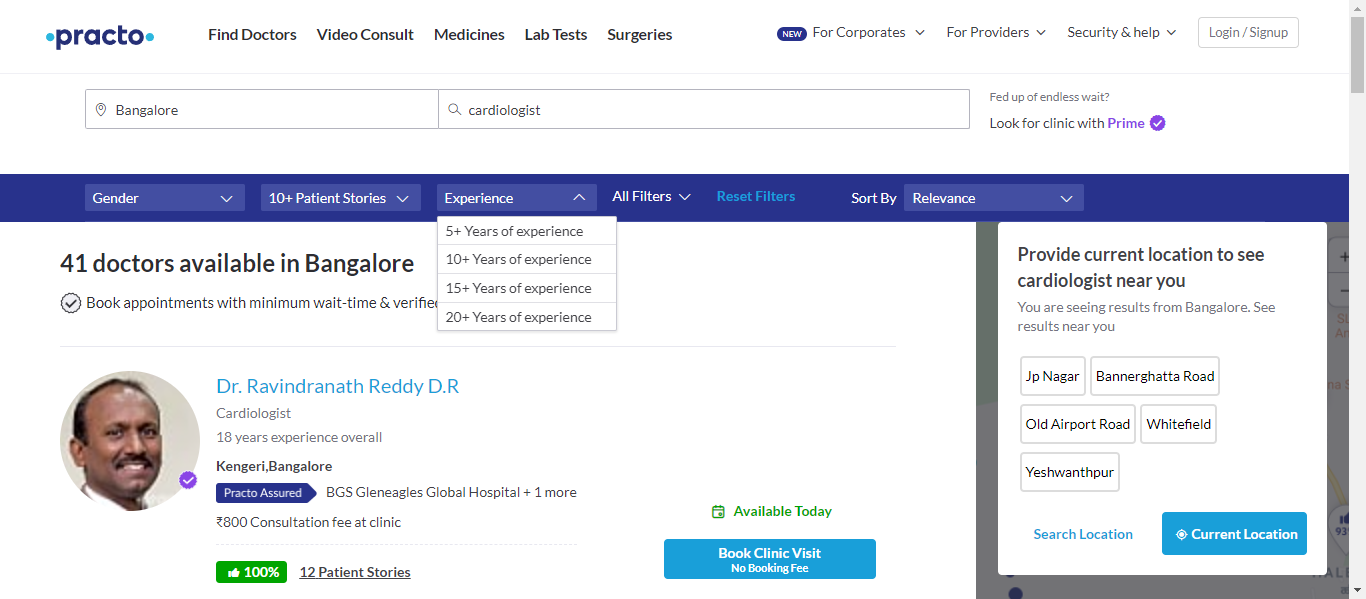 practo
Find Doctors
Video Consult
Medicines
Lab Tests
Surgeries
NEW For Corporates
For Providers
Security & help
Login / Signup
Bangalore
cardiologist
Fed up of endless wait?
Look for clinic with Prime
Gender
10+ Patient Stories
Experience
All Filters
Reset Filters
Sort By
Relevance
5+ Years of experience
10+ Years of experience
15+ Years of experience
20+ Years of experience
41 doctors available in Bangalore
Book appointments with minimum wait-time & verified
Dr. Ravindranath Reddy D.R
Cardiologist
18 years experience overall
Kengeri,Bangalore
Practo Assured BGS Gleneagles Global Hospital + 1 more
₹800 Consultation fee at clinic
100% 12 Patient Stories
Available Today
Book Clinic Visit
No Booking Fee
Provide current location to see
cardiologist near you
You are seeing results from Bangalore. See
results near you
Jp Nagar
Bannerghatta Road
Old Airport Road
Whitefield
Yeshwanthpur
Search Location
Current Location